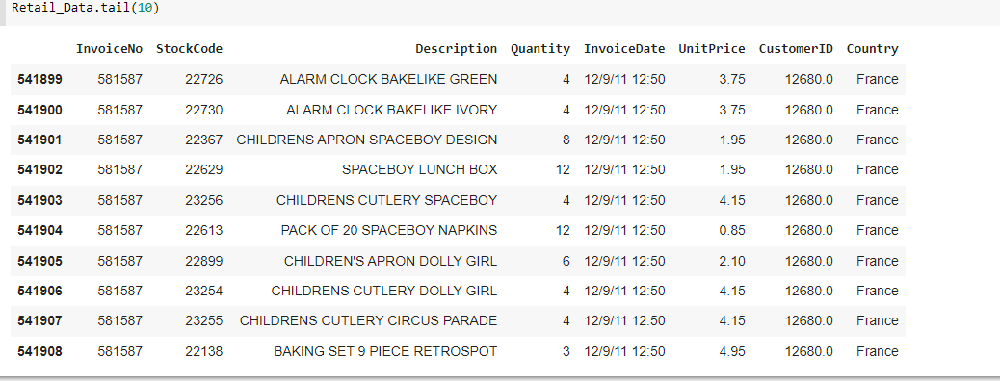 Retail_Data.tail(10)
InvoiceNo StockCode Description Quantity InvoiceDate UnitPrice CustomerID Country
541899 581587 22726 ALARM CLOCK BAKELIKE GREEN 4 12/9/11 12:50 3.75 12680.0 France
541900 581587 22730 ALARM CLOCK BAKELIKE IVORY 4 12/9/11 12:50 3.75 12680.0 France
541901 581587 22367 CHILDRENS APRON SPACEBOY DESIGN 8 12/9/11 12:50 1.95 12680.0 France
541902 581587 22629 SPACEBOY LUNCH BOX 12 12/9/11 12:50 1.95 12680.0 France
541903 581587 23256 CHILDRENS CUTLERY SPACEBOY 4 12/9/11 12:50 4.15 12680.0 France
541904 581587 22613 PACK OF 20 SPACEBOY NAPKINS 12 12/9/11 12:50 0.85 12680.0 France
541905 581587 22899 CHILDREN'S APRON DOLLY GIRL 6 12/9/11 12:50 2.10 12680.0 France
541906 581587 23254 CHILDRENS CUTLERY DOLLY GIRL 4 12/9/11 12:50 4.15 12680.0 France
541907 581587 23255 CHILDRENS CUTLERY CIRCUS PARADE 4 12/9/11 12:50 4.15 12680.0 France
541908 581587 22138 BAKING SET 9 PIECE RETROSPOT 3 12/9/11 12:50 4.95 12680.0 France